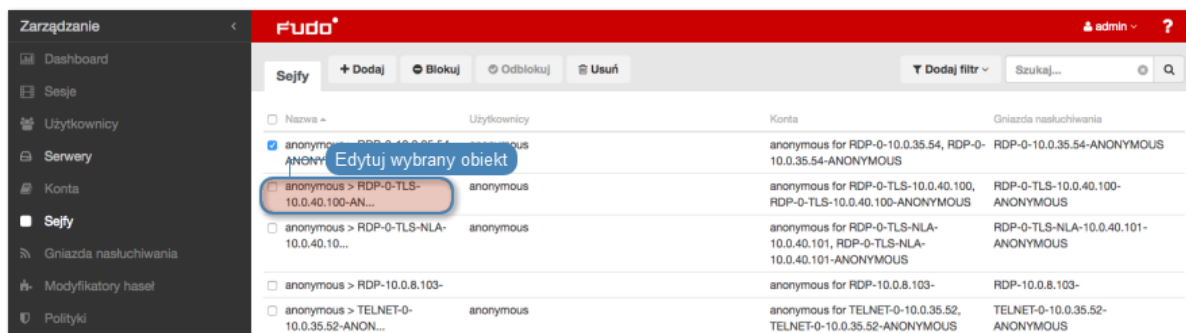 Zarządzanie
FUDO
admin
?
Dashboard
Sesje
Użytkownicy
Serwery
Konta
Sejfy
Gniazda nasłuchiwania
Modyfikatory haseł
Polityki
Sejfy
+ Dodaj
Blokuj
Odblokuj
Usuń
Dodaj filtr
Szukaj...
Nazwa
Użytkownicy
Konta
Gniazda nasłuchiwania
anonymous
anonymous for RDP-0-10.0.35.54, RDP-0-
10.0.35.54-ANONYMOUS
RDP-0-10.0.35.54-ANONYMOUS
Edytuj wybrany obiekt
anonymous > RDP-0-TLS-
10.0.40.100-AN...
anonymous
anonymous for RDP-0-TLS-10.0.40.100,
RDP-0-TLS-10.0.40.100-ANONYMOUS
RDP-0-TLS-10.0.40.100-
ANONYMOUS
anonymous > RDP-0-TLS-NLA-
10.0.40.10...
anonymous
anonymous for RDP-0-TLS-NLA-
10.0.40.101, RDP-0-TLS-NLA-
10.0.40.101-ANONYMOUS
RDP-0-TLS-NLA-10.0.40.101-
ANONYMOUS
anonymous > RDP-10.0.8.103-
anonymous for RDP-10.0.8.103-
RDP-10.0.8.103-
anonymous > TELNET-0-
10.0.35.52-ANON...
anonymous
anonymous for TELNET-0-10.0.35.52,
TELNET-0-10.0.35.52-ANONYMOUS
TELNET-0-10.0.35.52-
ANONYMOUS